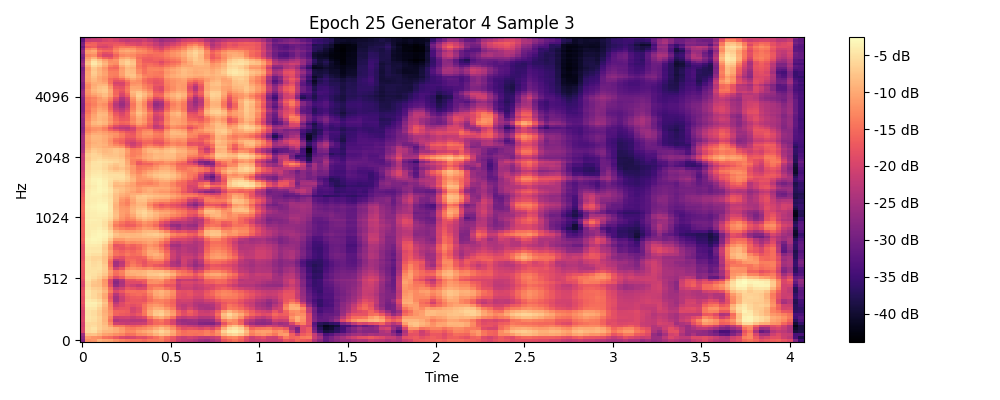 Epoch 25 Generator 4 Sample 3
Hz
4096
2048
1024
512
0
0 0.5 1 1.5 2 2.5 3 3.5 4
Time
-5 dB
-10 dB
-15 dB
-20 dB
-25 dB
-30 dB
-35 dB
-40 dB